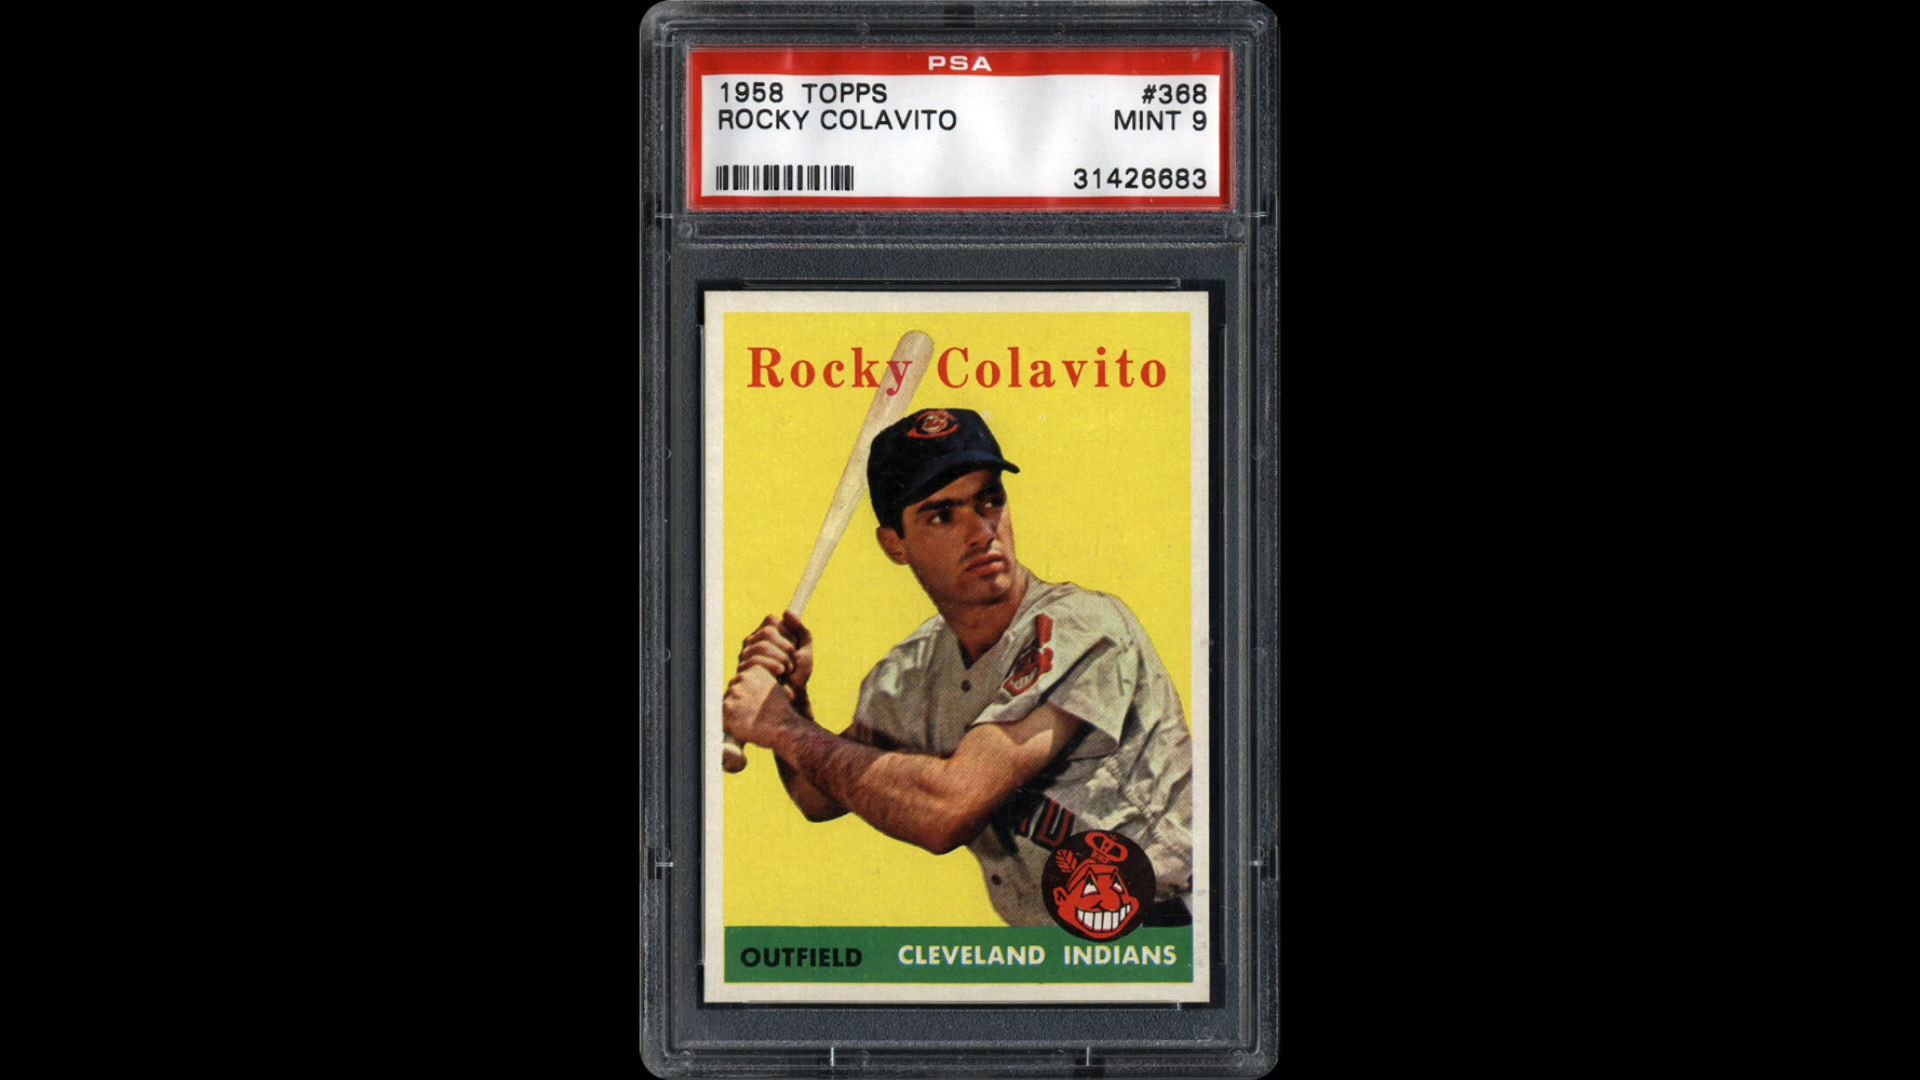 PSA
1958 TOPPS #368
ROCKY COLAVITO MINT 9
31426683
Rocky Colavito
OUTFIELD CLEVELAND INDIANS